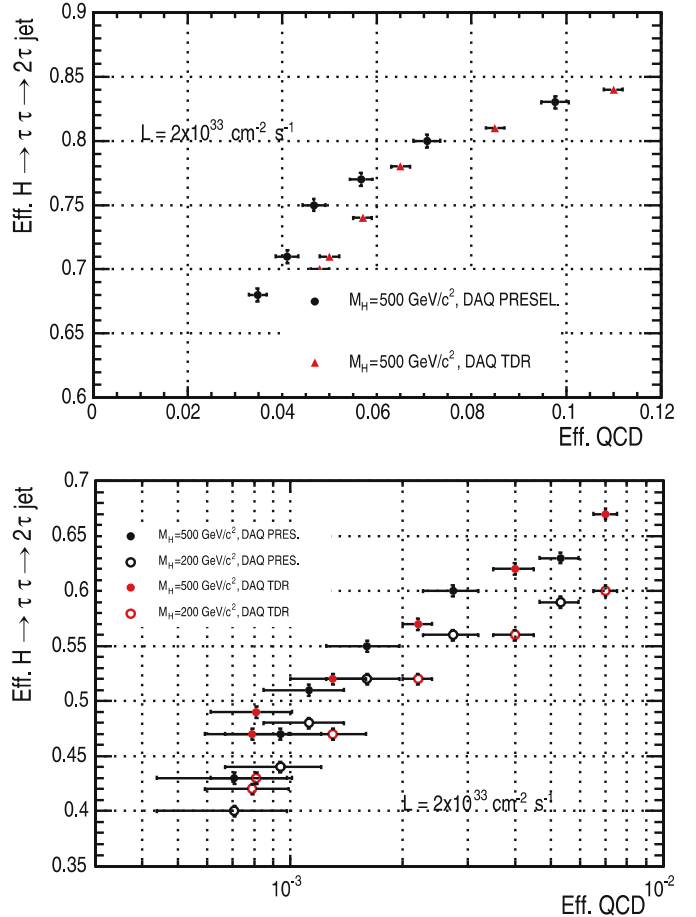 0.9
0.85
0.8
0.75
0.7
0.65
0.6
Eff. H → τ τ → 2τ jet
L = 2x10³³ cm⁻² s⁻¹
M_H=500 GeV/c², DAQ PRESEL.
M_H=500 GeV/c², DAQ TDR
0 0.02 0.04 0.06 0.08 0.1 0.12
Eff. QCD
0.7
0.65
0.6
0.55
0.5
0.45
0.4
0.35
Eff. H → τ τ → 2τ jet
M_H=500 GeV/c², DAQ PRES.
M_H=200 GeV/c², DAQ PRES.
M_H=500 GeV/c², DAQ TDR
M_H=200 GeV/c², DAQ TDR
L = 2x10³³ cm⁻² s⁻¹
10⁻³ 10⁻²
Eff. QCD